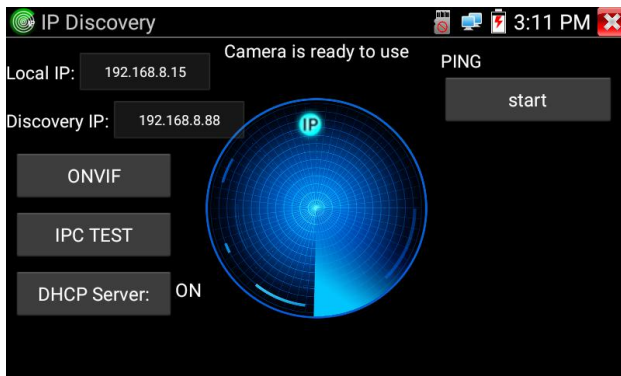 IP Discovery
3:11 PM
Camera is ready to use
PING
Local IP:
192.168.8.15
start
Discovery IP:
192.168.8.88
IP
ONVIF
IPC TEST
DHCP Server:
ON